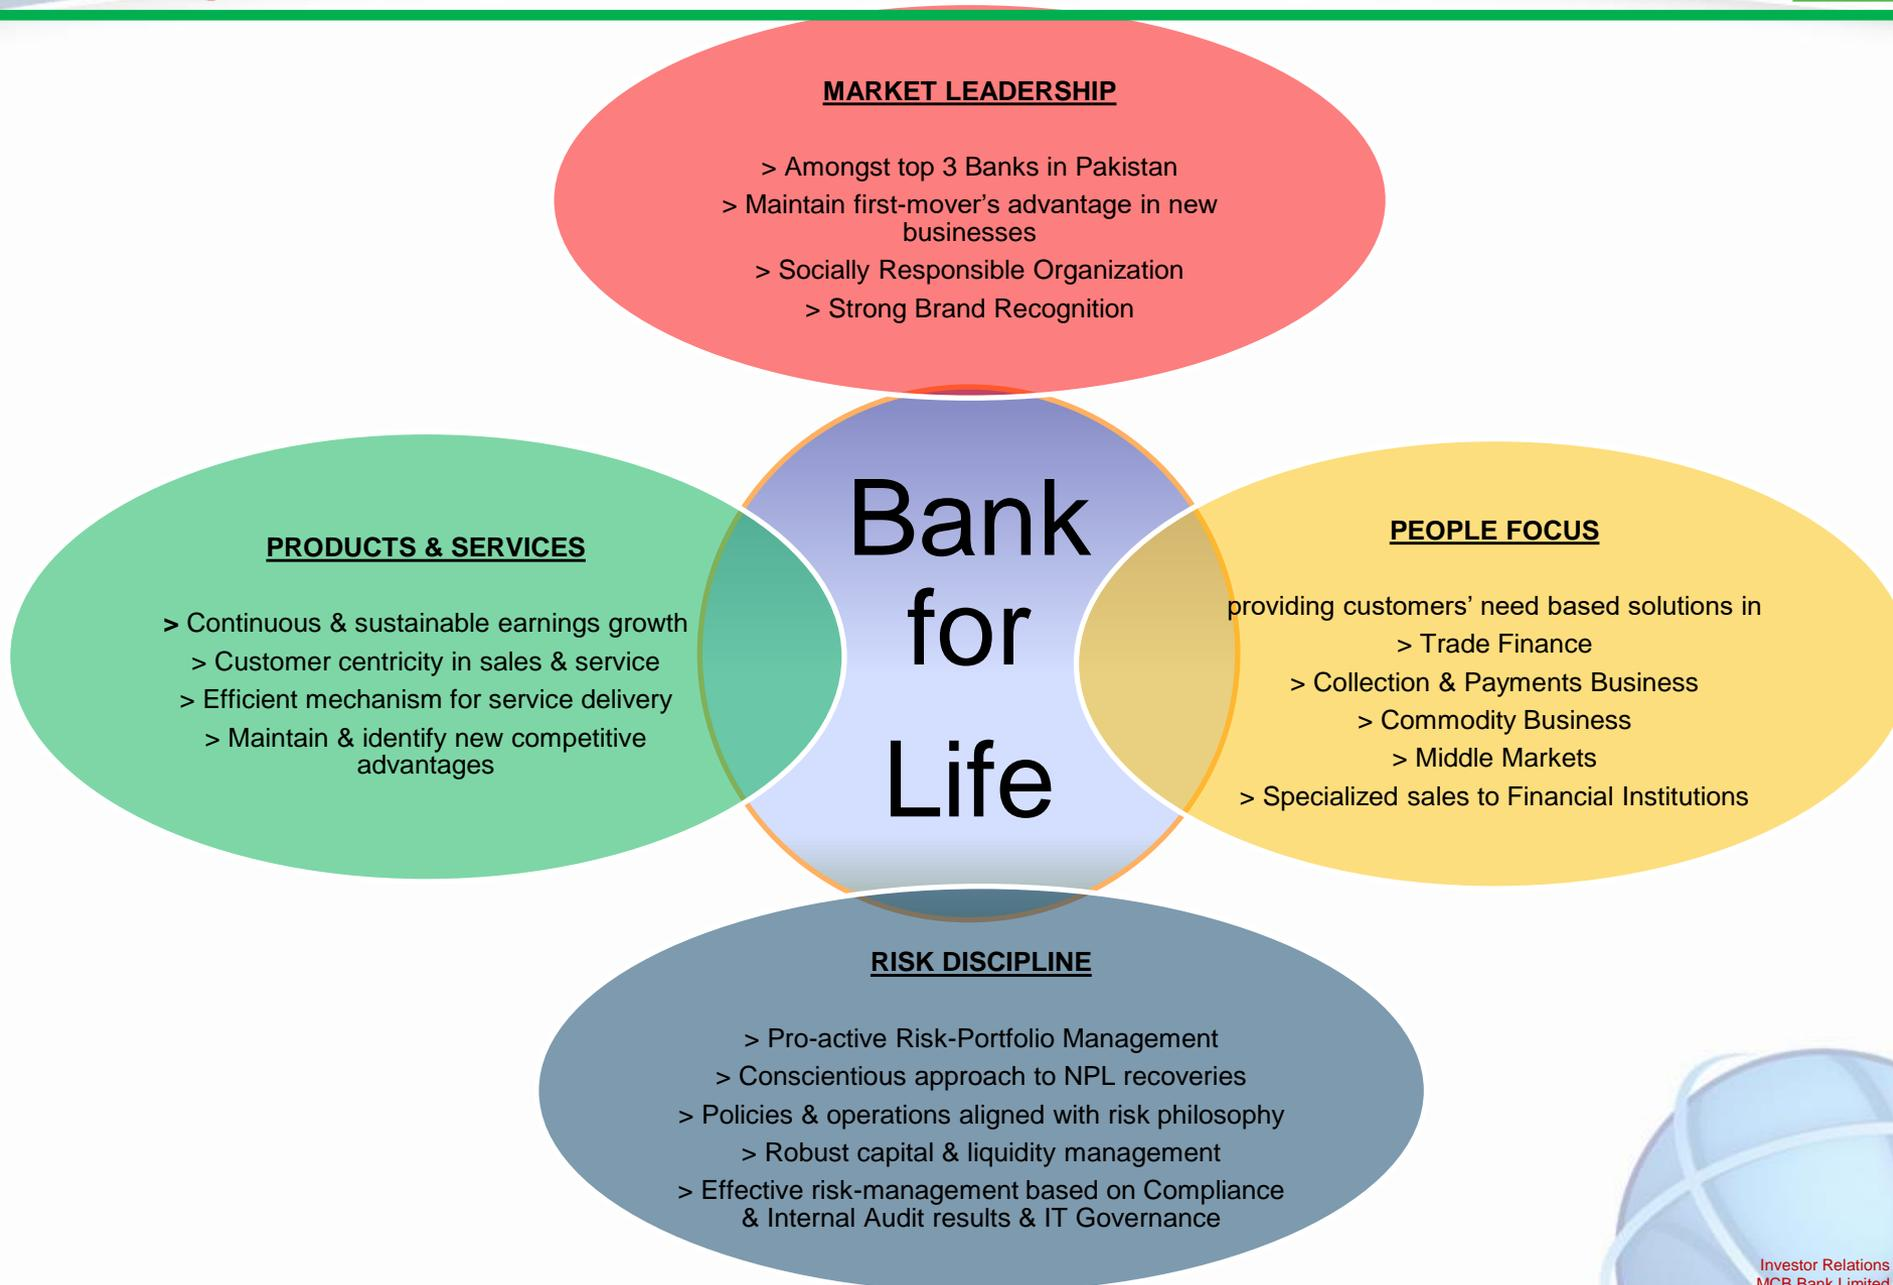 MARKET LEADERSHIP
> Amongst top 3 Banks in Pakistan
> Maintain first-mover’s advantage in new
businesses
> Socially Responsible Organization
> Strong Brand Recognition
Bank
for
Life
PRODUCTS & SERVICES
> Continuous & sustainable earnings growth
> Customer centricity in sales & service
> Efficient mechanism for service delivery
> Maintain & identify new competitive
advantages
PEOPLE FOCUS
providing customers’ need based solutions in
> Trade Finance
> Collection & Payments Business
> Commodity Business
> Middle Markets
> Specialized sales to Financial Institutions
RISK DISCIPLINE
> Pro-active Risk-Portfolio Management
> Conscientious approach to NPL recoveries
> Policies & operations aligned with risk philosophy
> Robust capital & liquidity management
> Effective risk-management based on Compliance
& Internal Audit results & IT Governance
Investor Relations
MCB Bank Limited